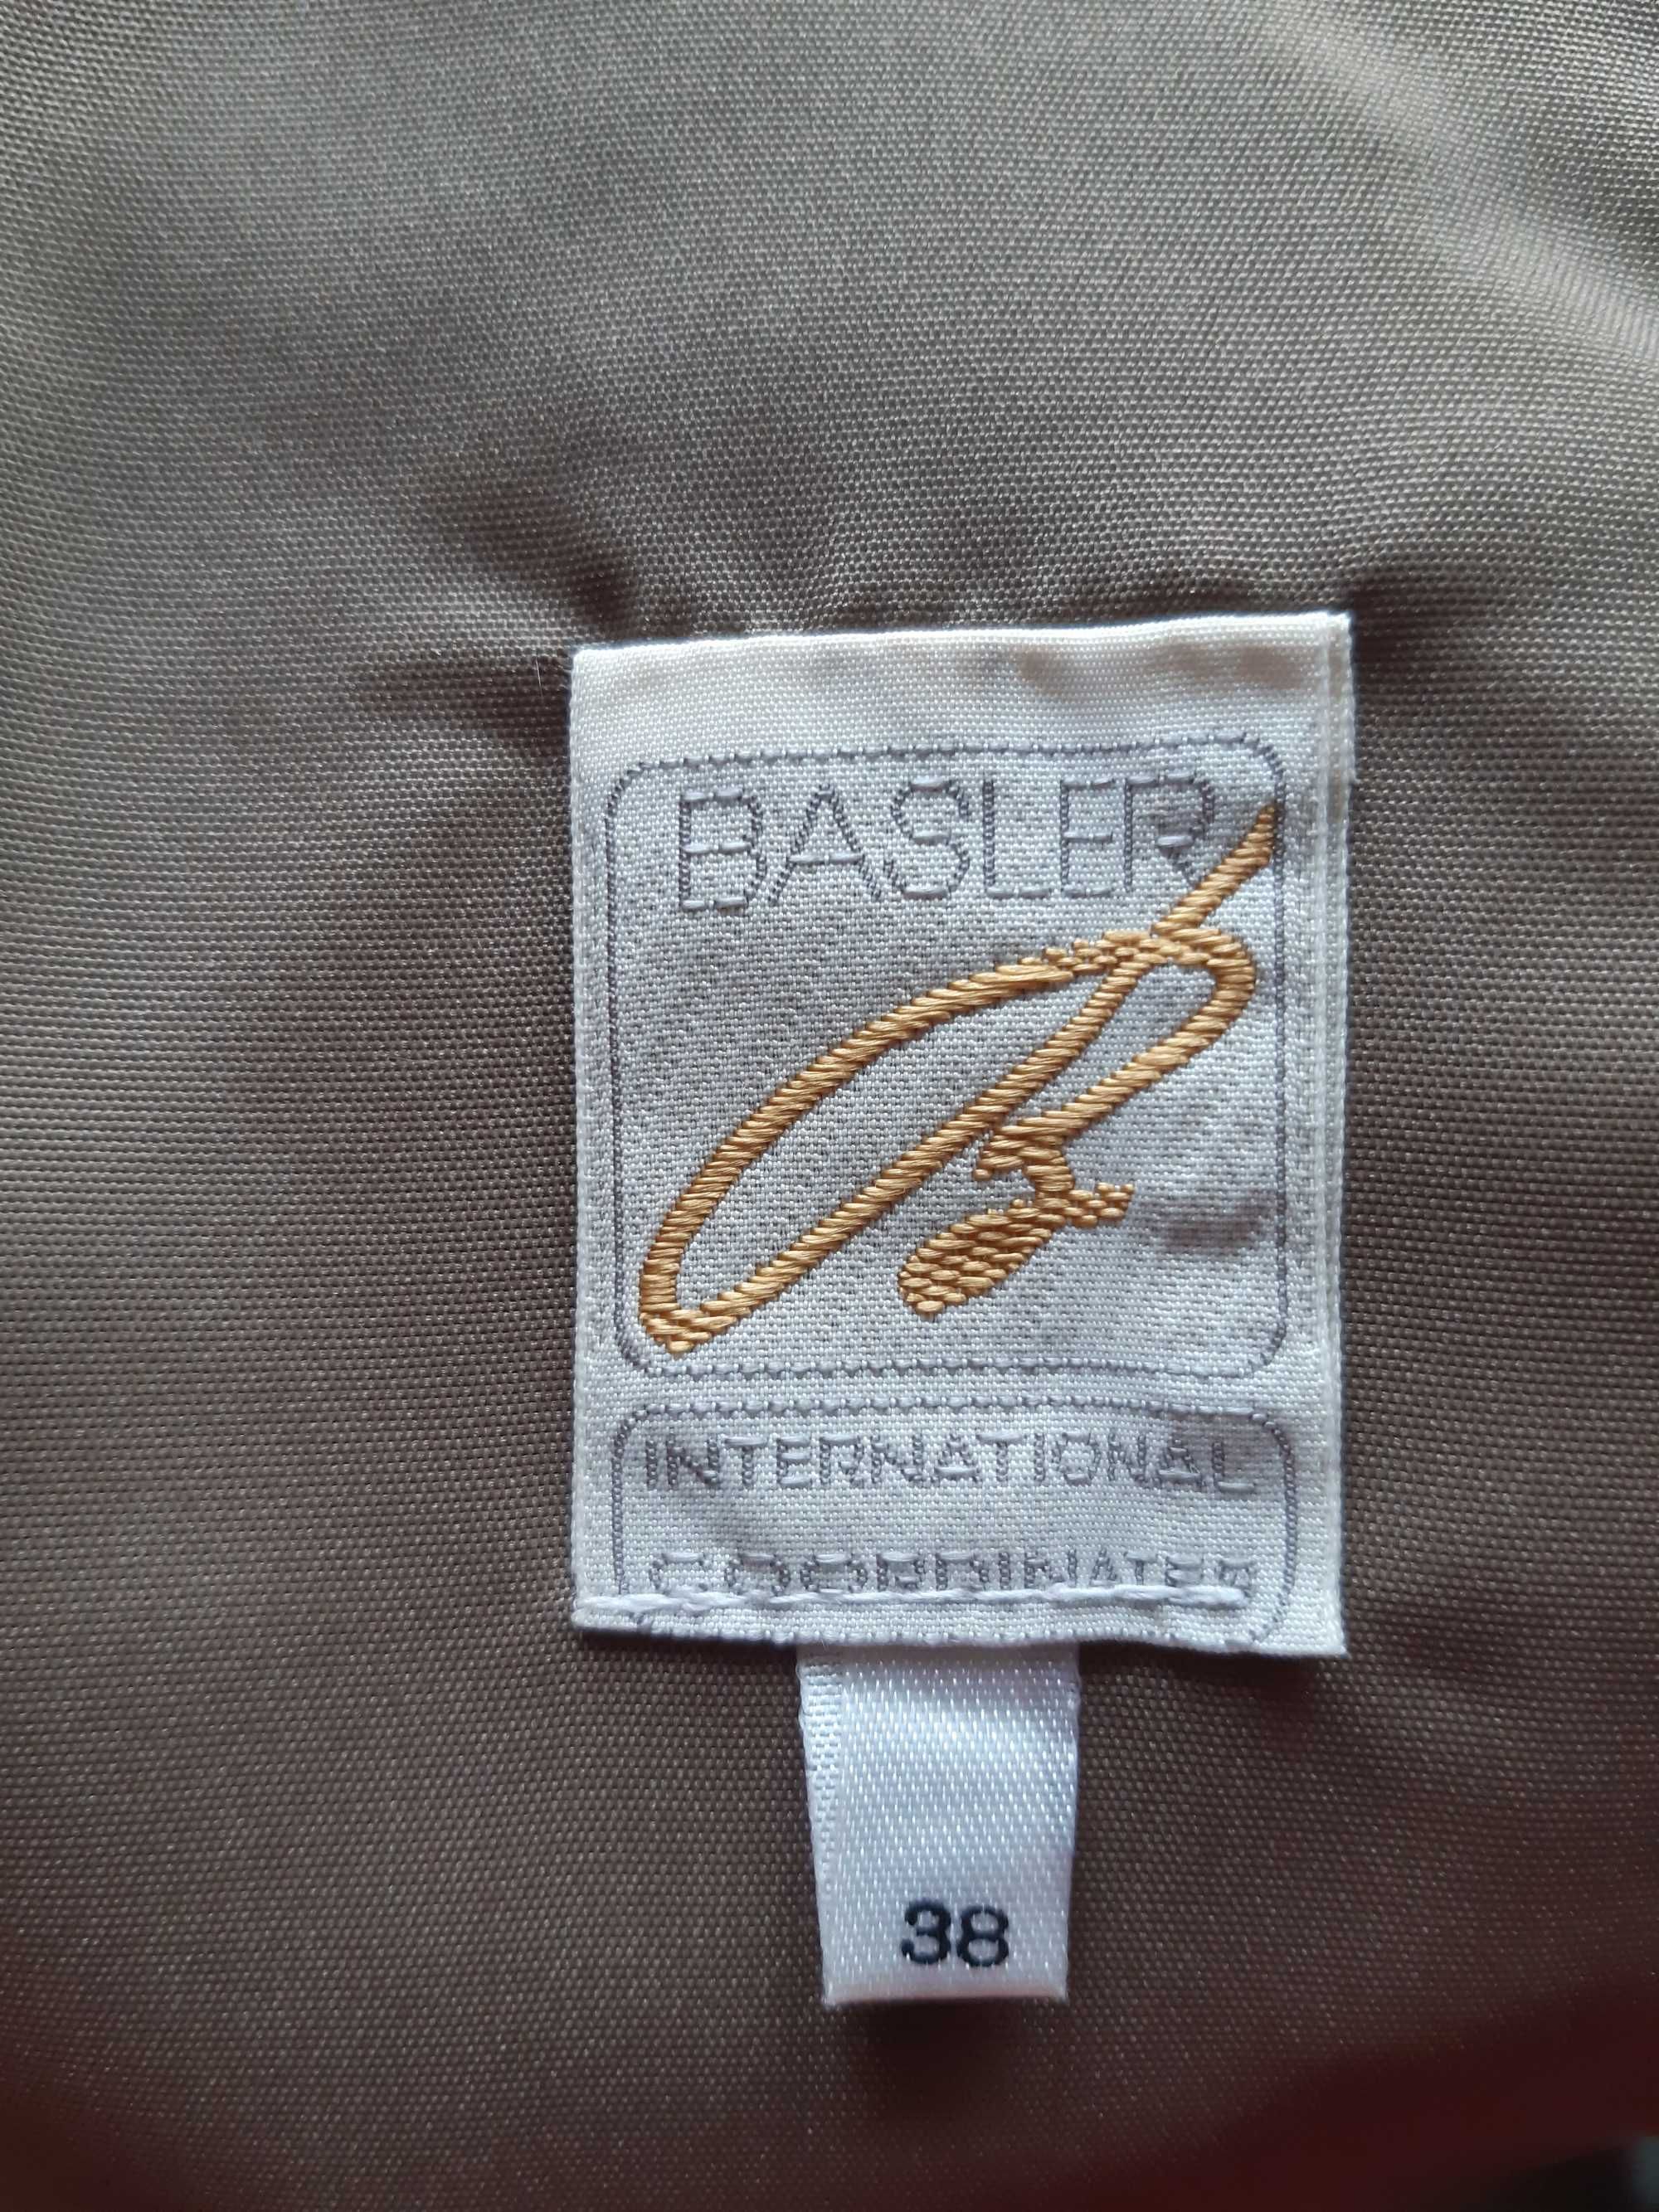 BASLER
B
INTERNATIONAL
COORDINATES
38